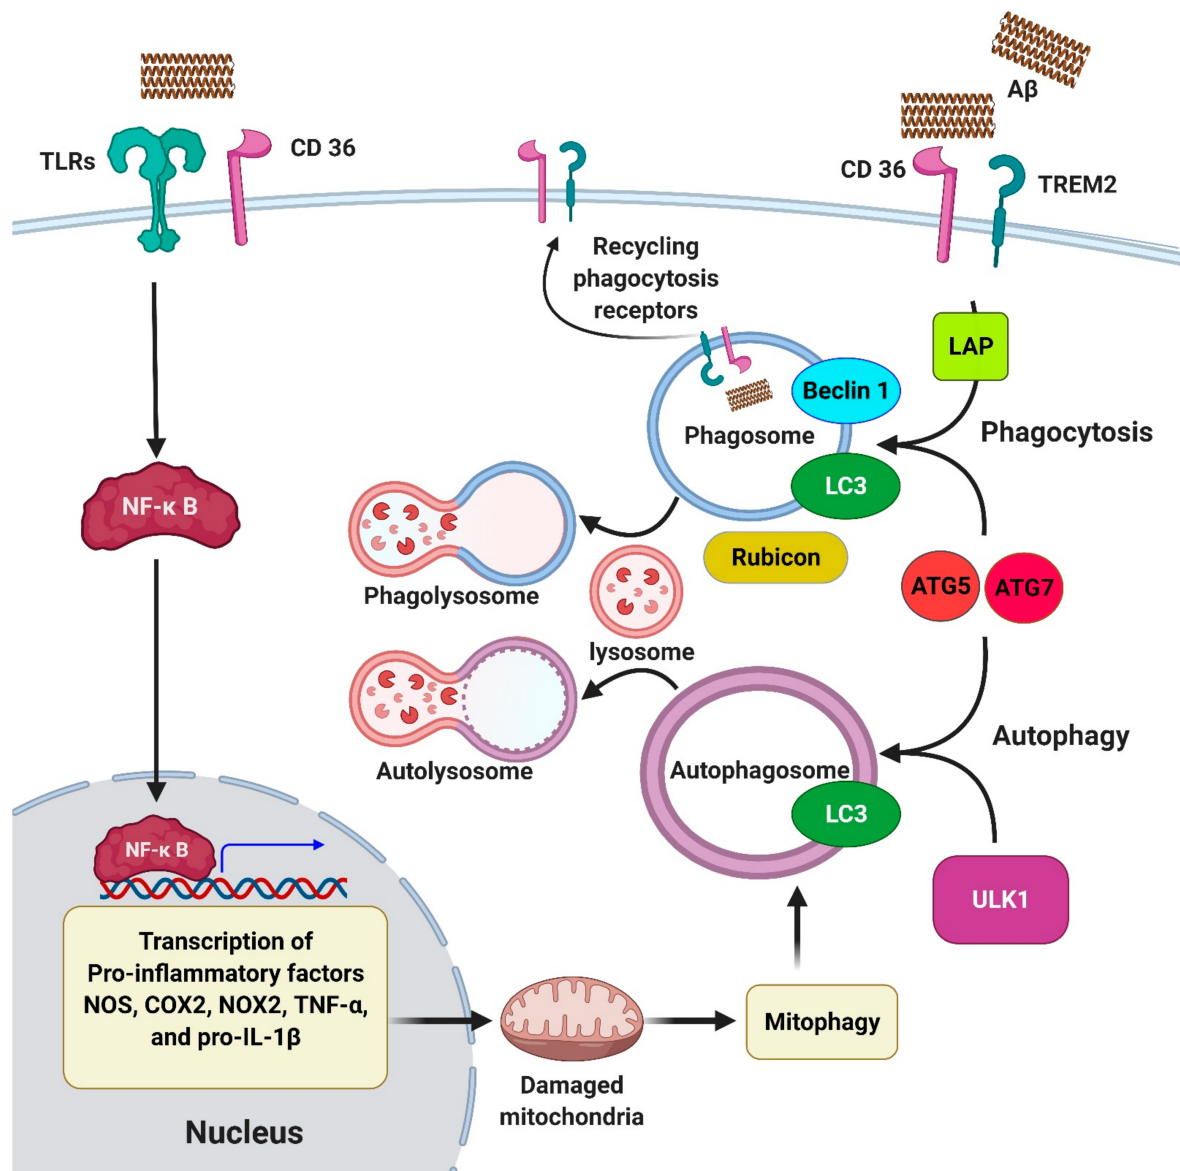 Aβ
TLRs
CD 36
CD 36
TREM2
Recycling
phagocytosis
receptors
LAP
Beclin 1
Phagosome
Phagocytosis
LC3
NF-κ B
Rubicon
Phagolysosome
ATG5
ATG7
lysosome
Autophagy
Autolysosome
Autophagosome
LC3
NF-κ B
ULK1
Transcription of
Pro-inflammatory factors
NOS, COX2, NOX2, TNF-α,
and pro-IL-1β
Mitophagy
Damaged
mitochondria
Nucleus